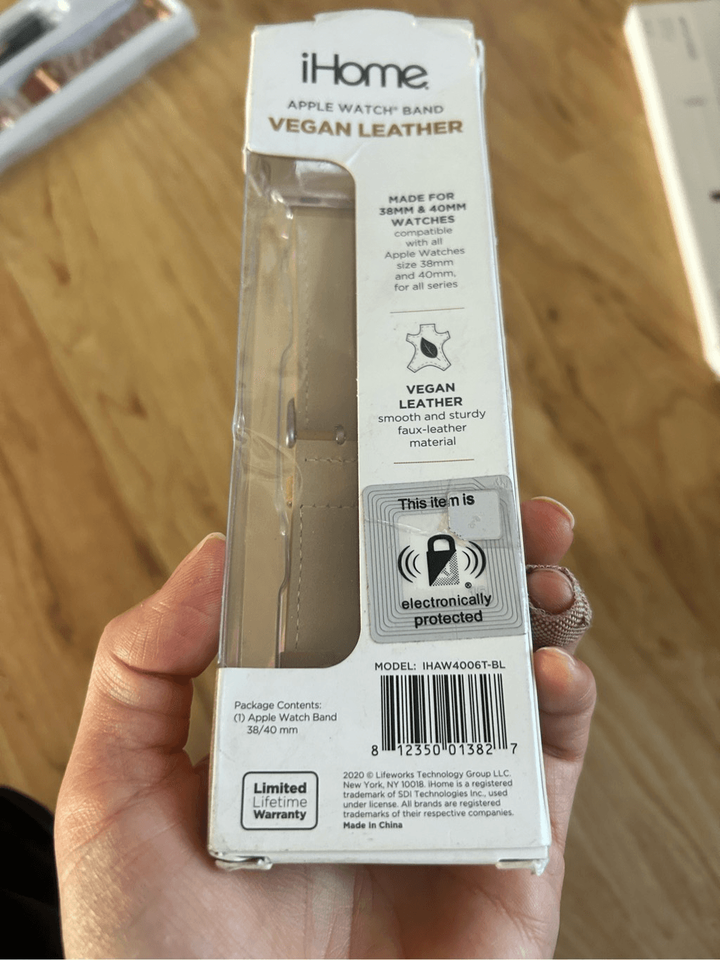 iHome
APPLE WATCH® BAND
VEGAN LEATHER
MADE FOR
38MM & 40MM
WATCHES
compatible
with all
Apple Watches
size 38mm
and 40mm,
for all series
VEGAN
LEATHER
smooth and sturdy
faux-leather
material
This item is
®
electronically
protected
MODEL: IHAW4006T-BL
8 12350 01382 7
Package Contents:
(1) Apple Watch Band
38/40 mm
Limited
Lifetime
Warranty
2020 © Lifeworks Technology Group LLC.
New York, NY 10018. iHome is a registered
trademark of SDI Technologies Inc., used
under license. All brands are registered
trademarks of their respective companies.
Made in China